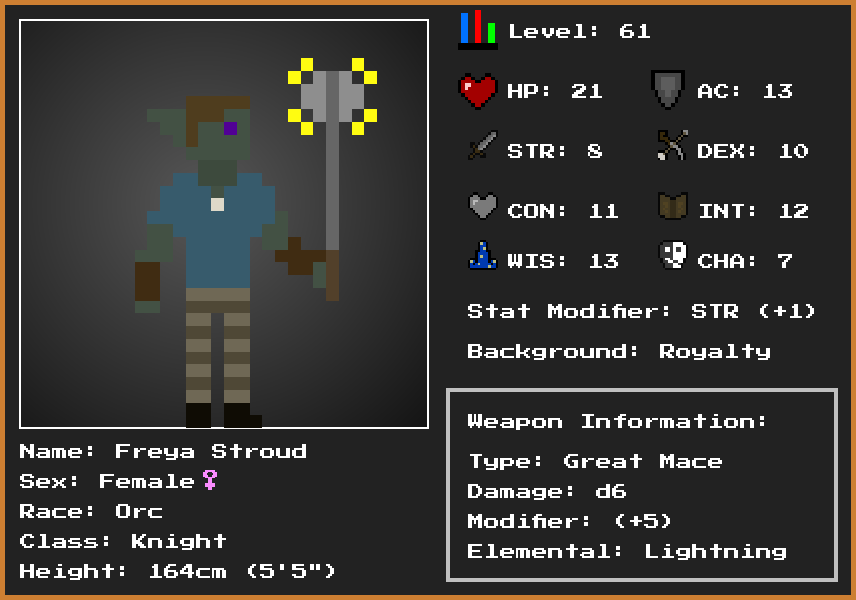 Level: 61
HP: 21
AC: 13
STR: 8
DEX: 10
CON: 11
INT: 12
WIS: 13
CHA: 7
Stat Modifier: STR (+1)
Background: Royalty
Weapon Information:
Type: Great Mace
Damage: d6
Modifier: (+5)
Elemental: Lightning
Name: Freya Stroud
Sex: Female♀
Race: Orc
Class: Knight
Height: 164cm (5'5")